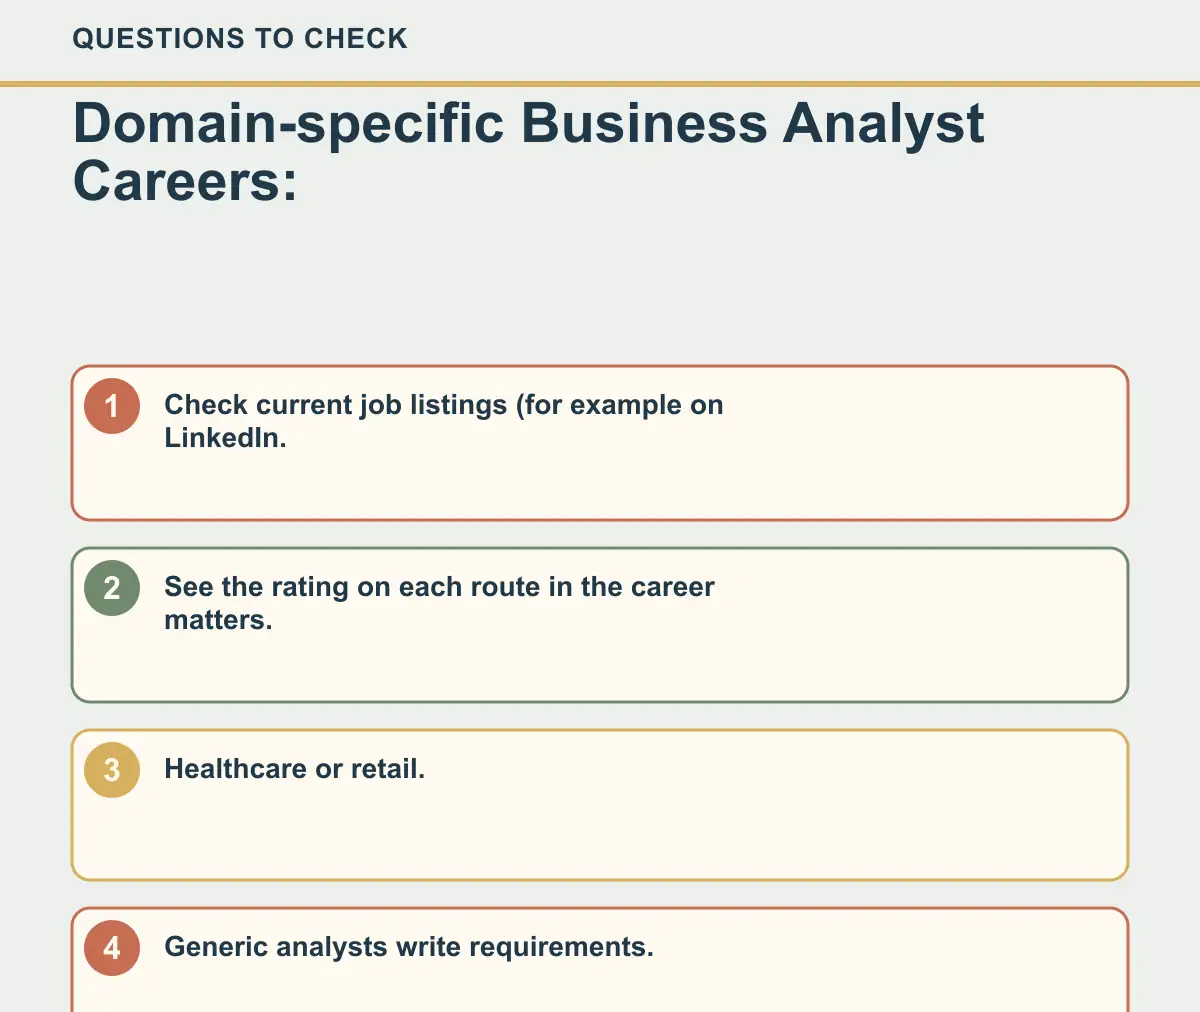 QUESTIONS TO CHECK
Domain-specific Business Analyst
Careers:
1
Check current job listings (for example on
LinkedIn.
2
See the rating on each route in the career
matters.
3
Healthcare or retail.
4
Generic analysts write requirements.